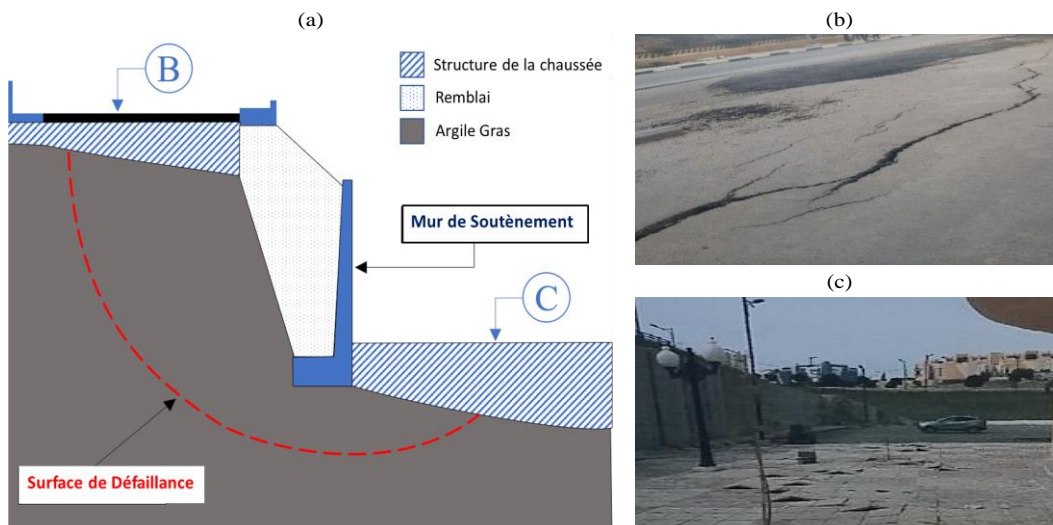 (a)
B
Structure de la chaussée
Remblai
Argile Gras
Mur de Soutènement
C
Surface de Défaillance
(b)
(c)